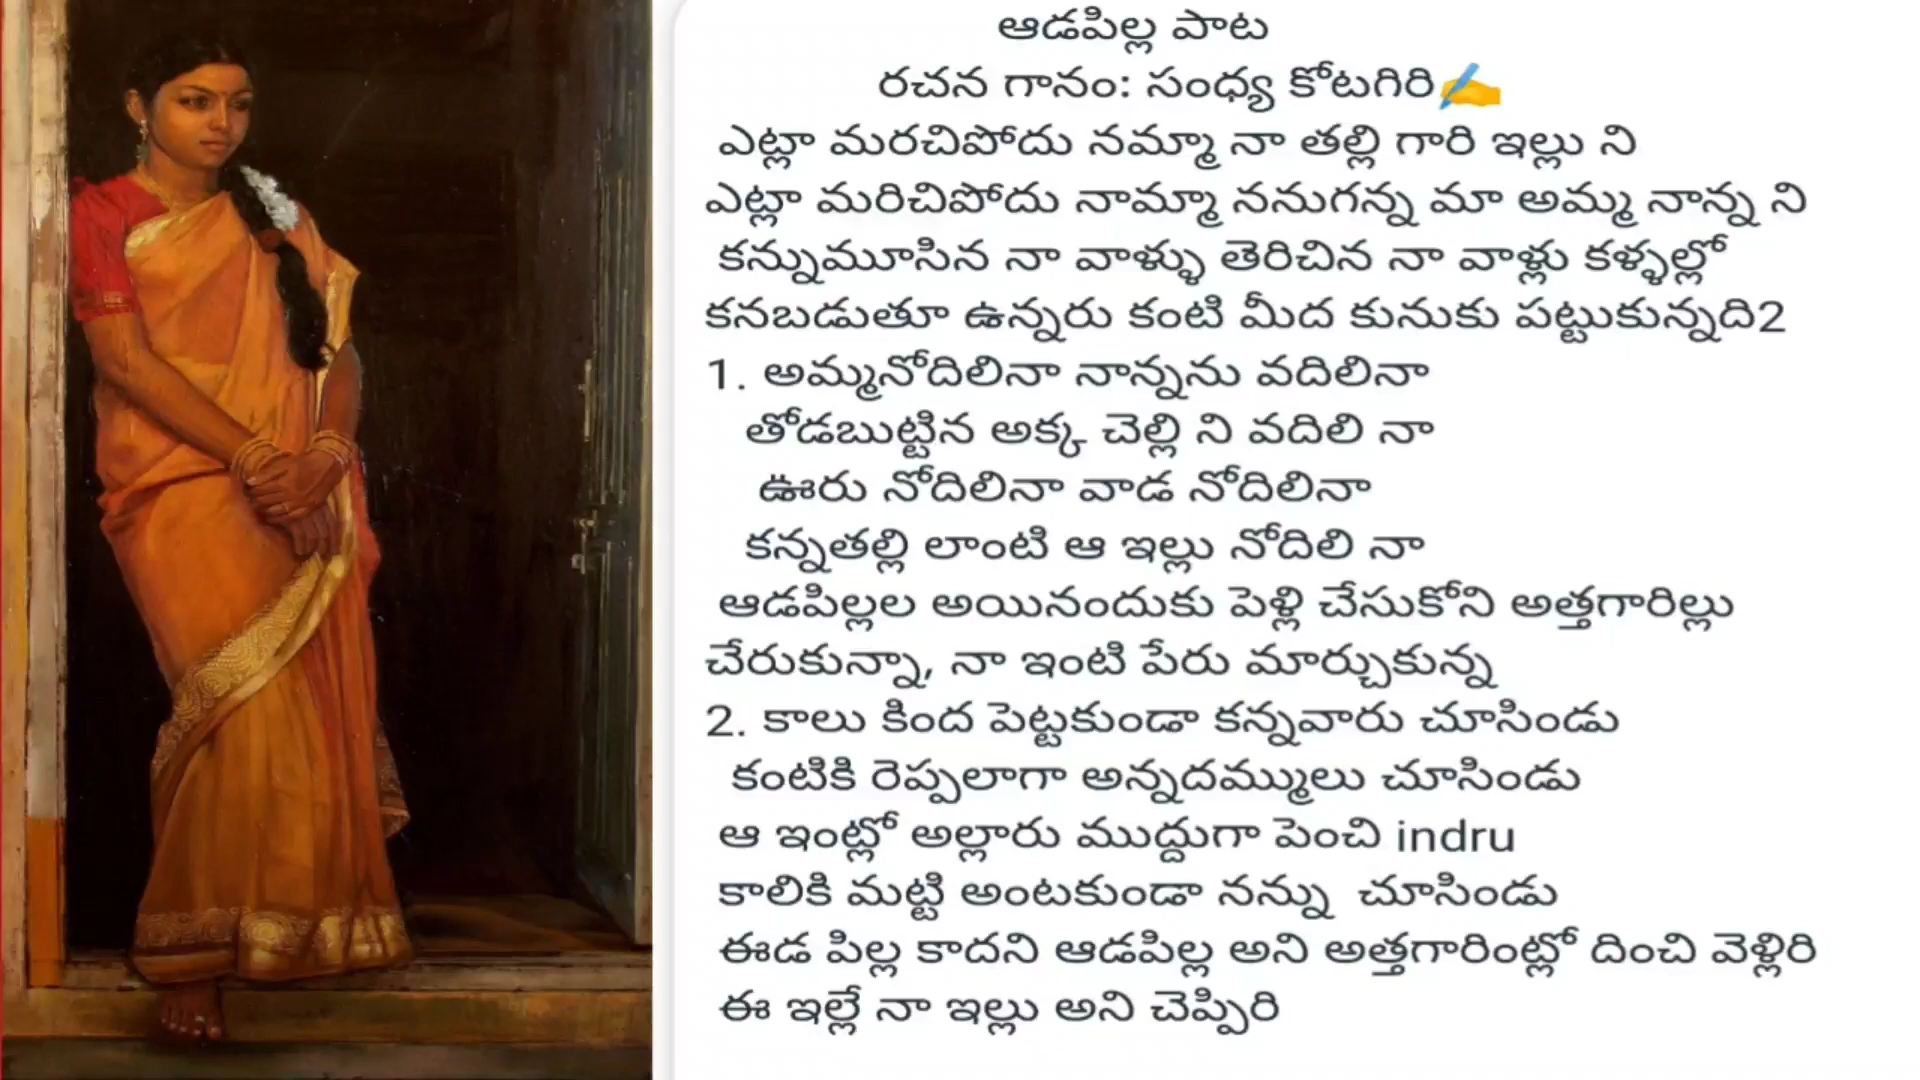 ఆడపిల్ల పాట
రచన గానం: సంధ్య కోటగిరి✍️
ఎట్లా మరచిపోదు నమ్మా నా తల్లి గారి ఇల్లు ని
ఎట్లా మరిచిపోదు నామ్మా ననుగన్న మా అమ్మ నాన్న ని
కన్నుమూసిన నా వాళ్ళు తెరిచిన నా వాళ్లు కళ్ళల్లో
కనబడుతూ ఉన్నరు కంటి మీద కునుకు పట్టుకున్నది2
1. అమ్మనోదిలినా నాన్నను వదిలినా
తోడబుట్టిన అక్క చెల్లి ని వదిలి నా
ఊరు నోదిలినా వాడ నోదిలినా
కన్నతల్లి లాంటి ఆ ఇల్లు నోదిలి నా
ఆడపిల్లల అయినందుకు పెళ్లి చేసుకోని అత్తగారిల్లు
చేరుకున్నా, నా ఇంటి పేరు మార్చుకున్న
2. కాలు కింద పెట్టకుండా కన్నవారు చూసిండు
కంటికి రెప్పలాగా అన్నదమ్ములు చూసిండు
ఆ ఇంట్లో అల్లారు ముద్దుగా పెంచి indru
కాలికి మట్టి అంటకుండా నన్ను చూసిండు
ఈడ పిల్ల కాదని ఆడపిల్ల అని అత్తగారింట్లో దించి వెళ్లిరి
ఈ ఇల్లే నా ఇల్లు అని చెప్పిరి